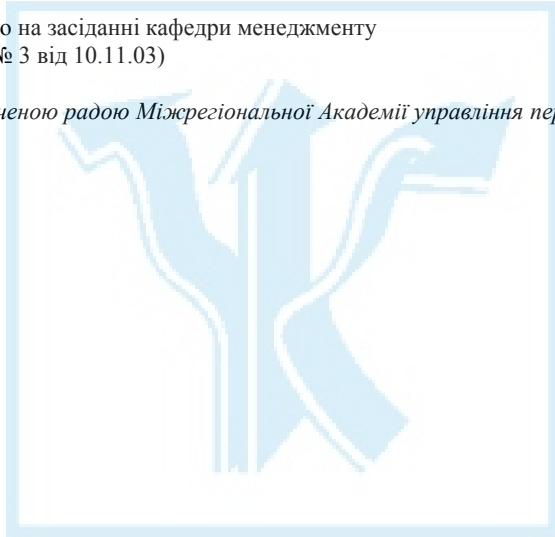 о на засіданні кафедри менеджменту
№ 3 від 10.11.03)
ченою радою Міжрегіональної Академії управління пер